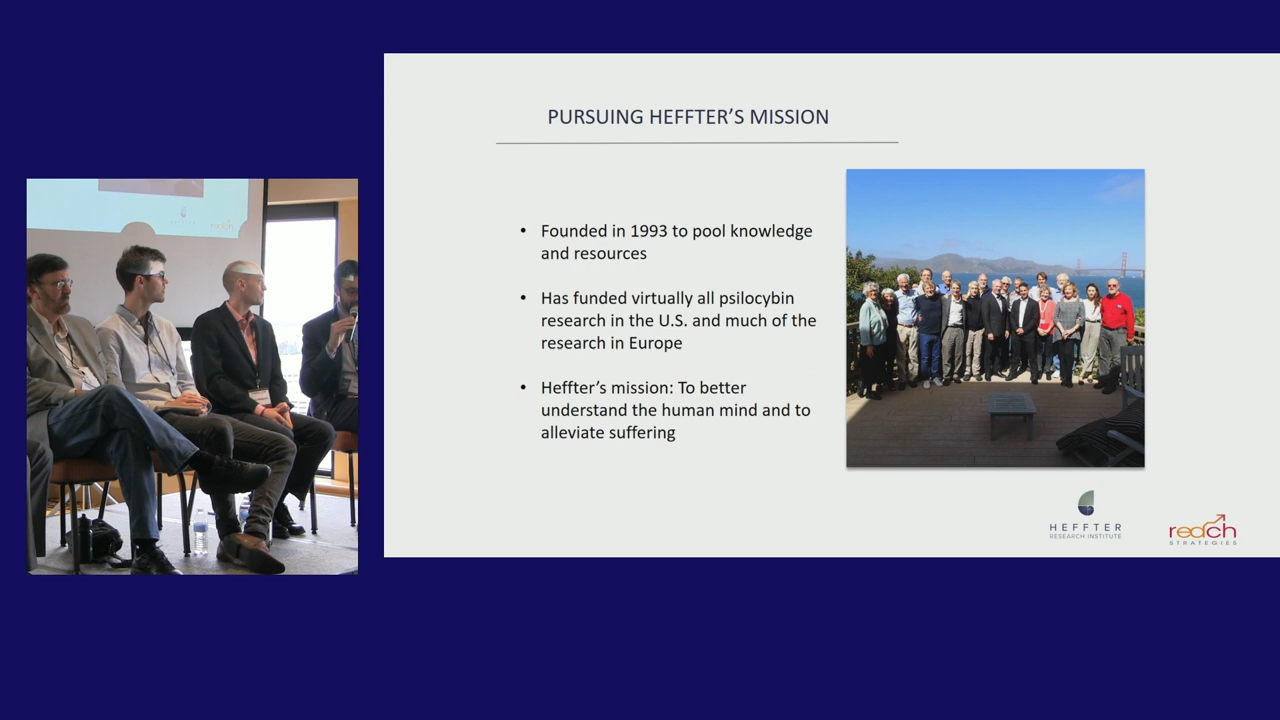 PURSUING HEFFTER’S MISSION
• Founded in 1993 to pool knowledge
and resources
• Has funded virtually all psilocybin
research in the U.S. and much of the
research in Europe
• Heffter’s mission: To better
understand the human mind and to
alleviate suffering
HEFFTER
RESEARCH INSTITUTE
reach
STRATEGIES
reach